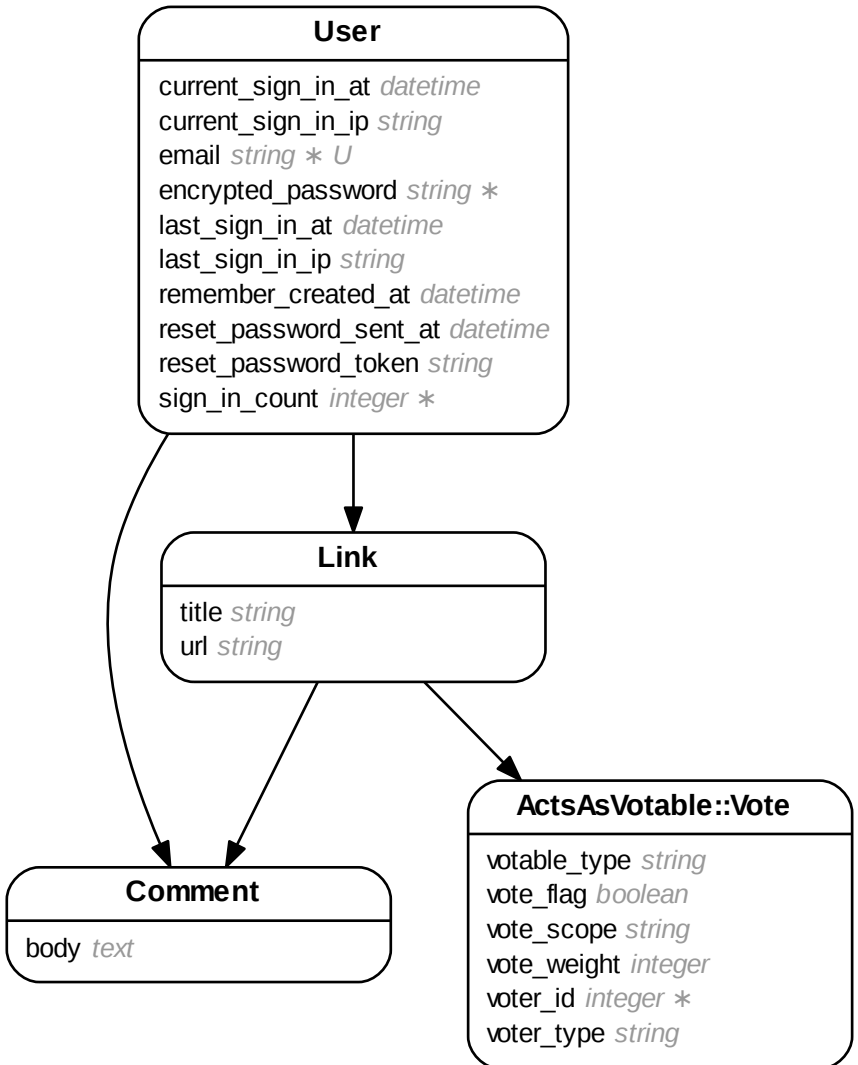 User
current_sign_in_at datetime
current_sign_in_ip string
email string ∗ U
encrypted_password string ∗
last_sign_in_at datetime
last_sign_in_ip string
remember_created_at datetime
reset_password_sent_at datetime
reset_password_token string
sign_in_count integer ∗
Link
title string
url string
ActsAsVotable::Vote
votable_type string
vote_flag boolean
vote_scope string
vote_weight integer
voter_id integer ∗
voter_type string
Comment
body text